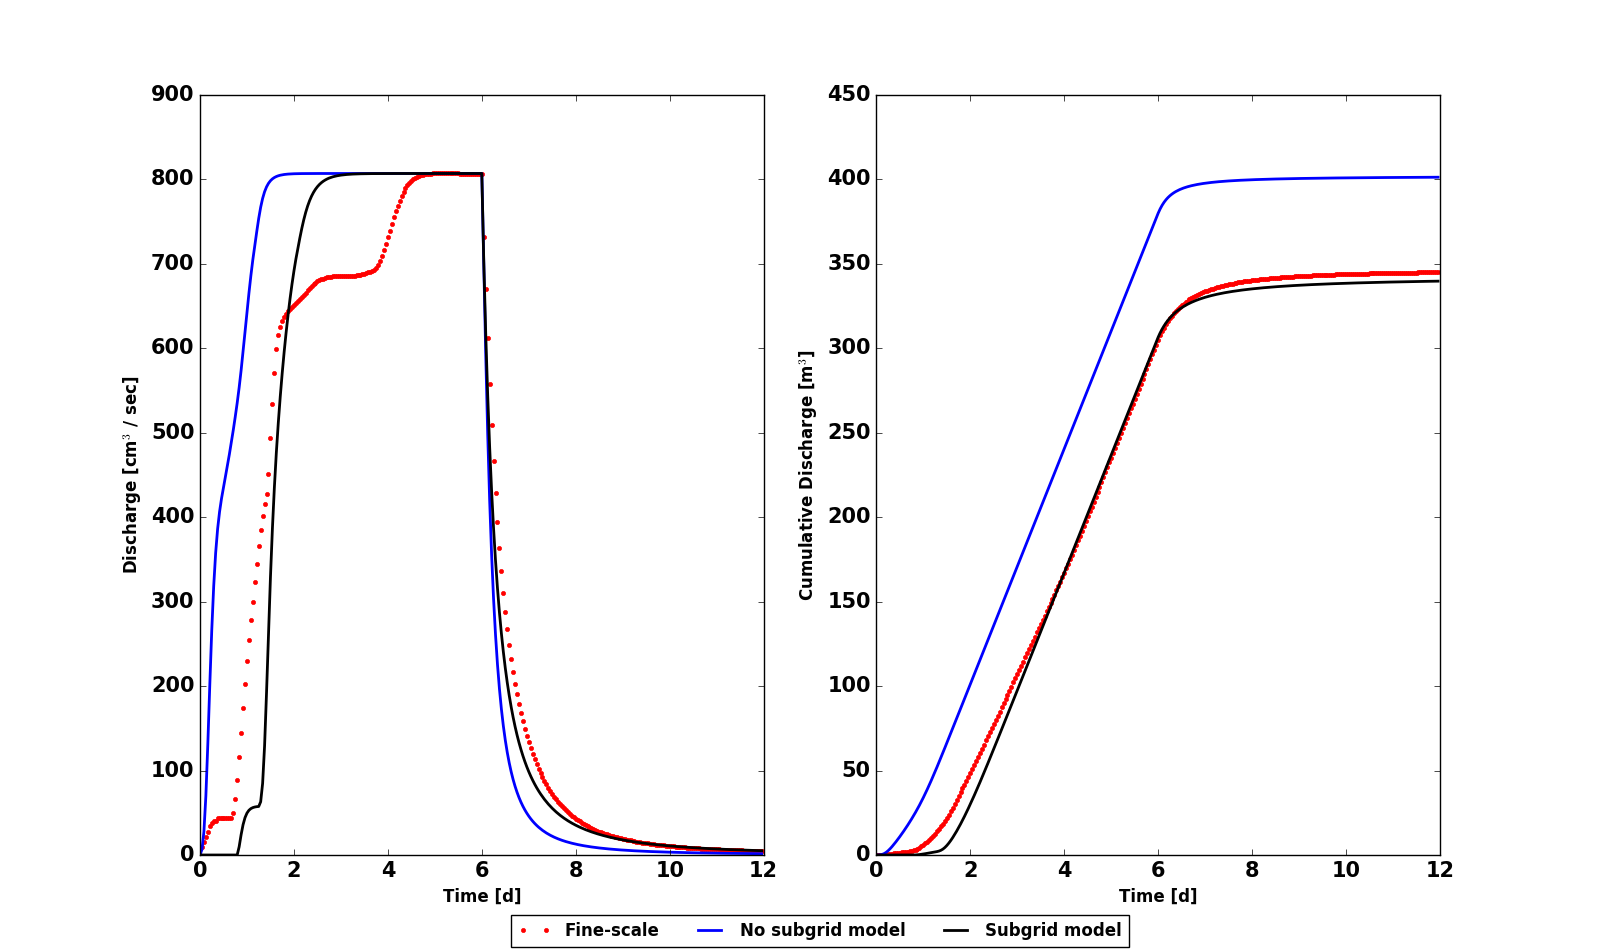 900
800
700
600
500
400
300
200
100
0
0 2 4 6 8 10 12
Discharge [cm³ / sec]
Time [d]
450
400
350
300
250
200
150
100
50
0
0 2 4 6 8 10 12
Cumulative Discharge [m³]
Time [d]
Fine-scale No subgrid model Subgrid model